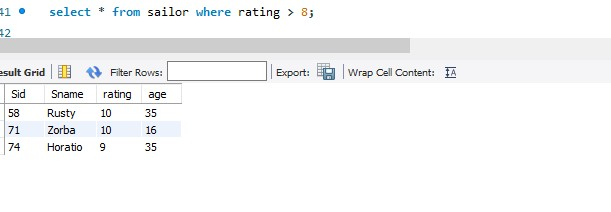 41 select * from sailor where rating > 8;
42
esult Grid Filter Rows: Export: Wrap Cell Content: IA
Sid Sname rating age
58 Rusty 10 35
71 Zorba 10 16
74 Horatio 9 35